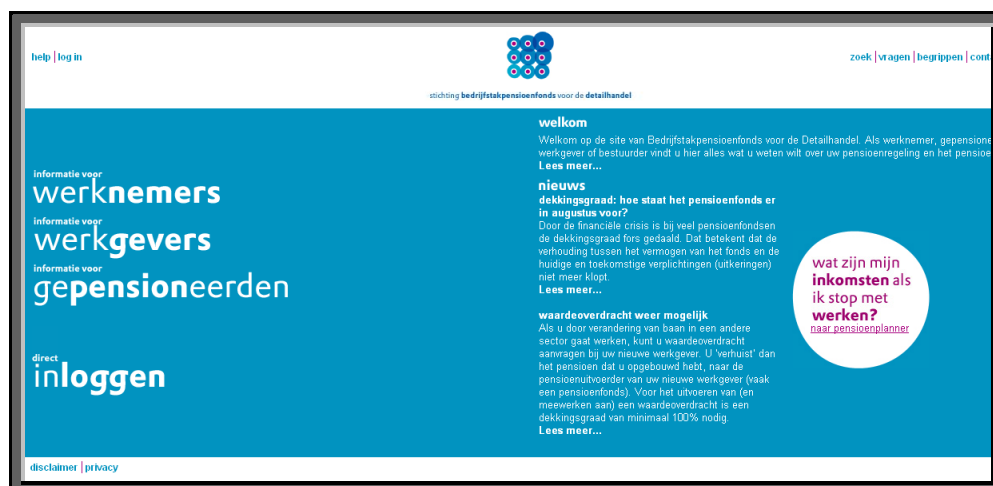 help | log in
zoek | vragen | begrippen |
stichting bedrijfstakpensioenfonds voor de detailhandel
informatie voor
werknemers
informatie voor
werkgevers
informatie voor
gepensioneerden
direct
inloggen
welkom
Welkom op de site van Bedrijfstakpensioenfonds voor de Detailhandel. Als werknemer,
werkgever of bestuurder vindt u hier alles wat u weten wilt over uw pensioenregeling en het
Lees meer...
nieuws
dekkingsgraad: hoe staat het pensioenfonds er
in augustus voor?
Door de financiële crisis is bij veel pensioenfondsen
de dekkingsgraad fors gedaald. Dat betekent dat de
verhouding tussen het vermogen van het fonds en de
huidige en toekomstige verplichtingen (uitkeringen)
niet meer klopt.
Lees meer...
waardeoverdracht weer mogelijk
Als u door verandering van baan in een andere
sector gaat werken, kunt u waardeoverdracht
aanvragen bij uw nieuwe werkgever. U 'verhuist' dan
het pensioen dat u opgebouwd hebt, naar de
pensioenuitvoerder van uw nieuwe werkgever (vaak
een pensioenfonds). Voor het uitvoeren van (en
meewerken aan) een waardeoverdracht is een
dekkingsgraad van minimaal 100% nodig.
Lees meer...
wat zijn mijn
inkomsten als
ik stop met
werken?
naar pensioenplanner
disclaimer | privacy